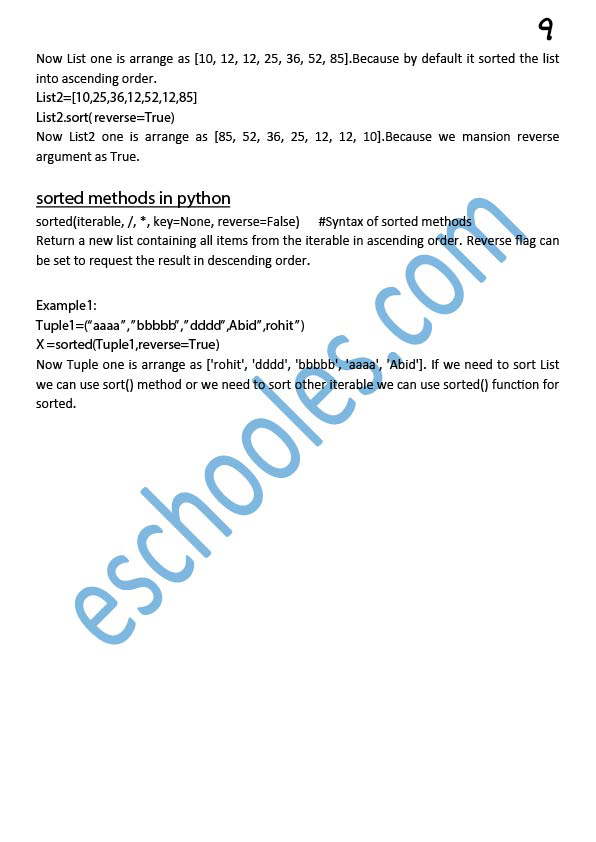 9
Now List one is arrange as [10, 12, 12, 25, 36, 52, 85].Because by default it sorted the list
into ascending order.
List2=[10,25,36,12,52,12,85]
List2.sort( reverse=True)
Now List2 one is arrange as [85, 52, 36, 25, 12, 12, 10].Because we mansion reverse
argument as True.
sorted methods in python
sorted(iterable, /, *, key=None, reverse=False) #Syntax of sorted methods
Return a new list containing all items from the iterable in ascending order. Reverse flag can
be set to request the result in descending order.
Example1:
Tuple1=(“aaaa”,”bbbbb”,”dddd”,Abid”,rohit”)
X =sorted(Tuple1,reverse=True)
Now Tuple one is arrange as ['rohit', 'dddd', 'bbbbb', 'aaaa', 'Abid']. If we need to sort List
we can use sort() method or we need to sort other iterable we can use sorted() function for
sorted.
eschooles.com